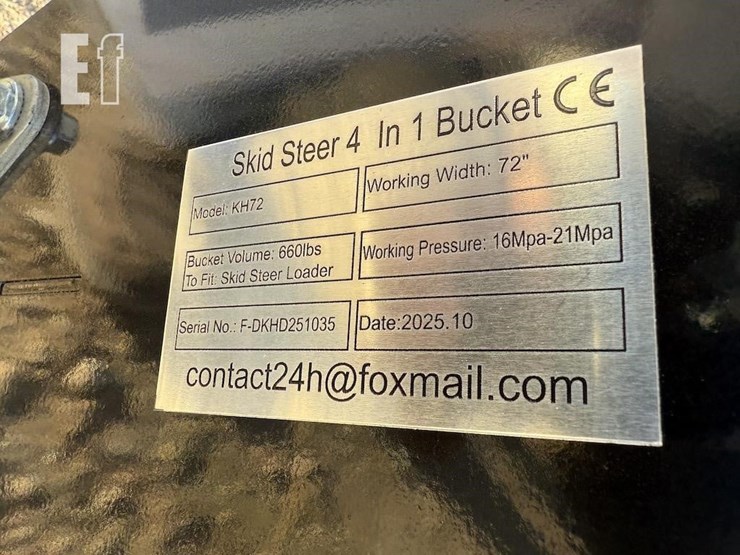 Ef
Skid Steer 4 In 1 Bucket CE
Model: KH72
Working Width: 72"
Bucket Volume: 660lbs
To Fit: Skid Steer Loader
Working Pressure: 16Mpa-21Mpa
Serial No.: F-DKHD251035
Date:2025.10
contact24h@foxmail.com